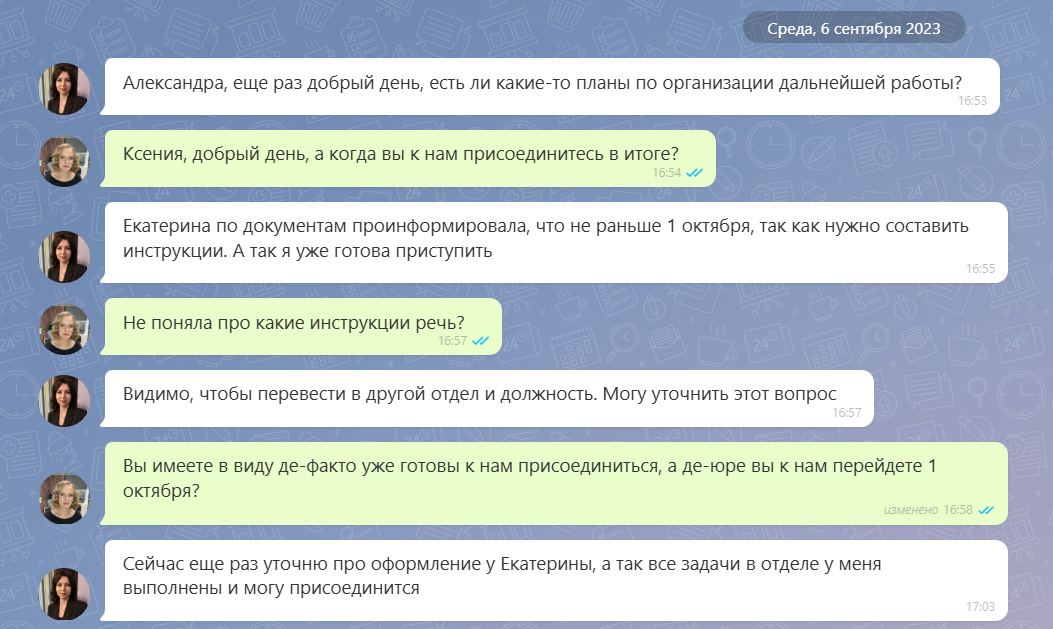 Среда, 6 сентября 2023
Александра, еще раз добрый день, есть ли какие-то планы по организации дальнейшей работы?
16:53
Ксения, добрый день, а когда вы к нам присоединитесь в итоге?
16:54
Екатерина по документам проинформировала, что не раньше 1 октября, так как нужно составить
инструкции. А так я уже готова приступить
16:55
Не поняла про какие инструкции речь?
16:57
Видимо, чтобы перевести в другой отдел и должность. Могу уточнить этот вопрос
16:57
Вы имеете в виду де-факто уже готовы к нам присоединиться, а де-юре вы к нам перейдете 1
октября?
изменено 16:58
Сейчас еще раз уточню про оформление у Екатерины, а так все задачи в отделе у меня
выполнены и могу присоединится
17:03